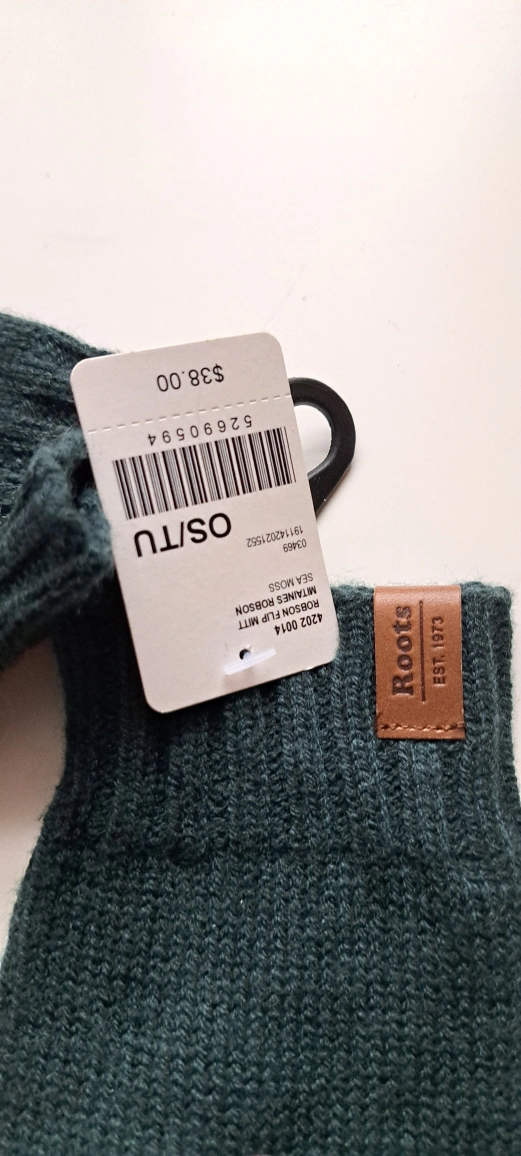 4202 0014
ROBSON FLIP MITT
MITAINES ROBSON
SEA MOSS
03469
191142021552
OS/TU
52690594
$38.00
Roots
EST. 1973